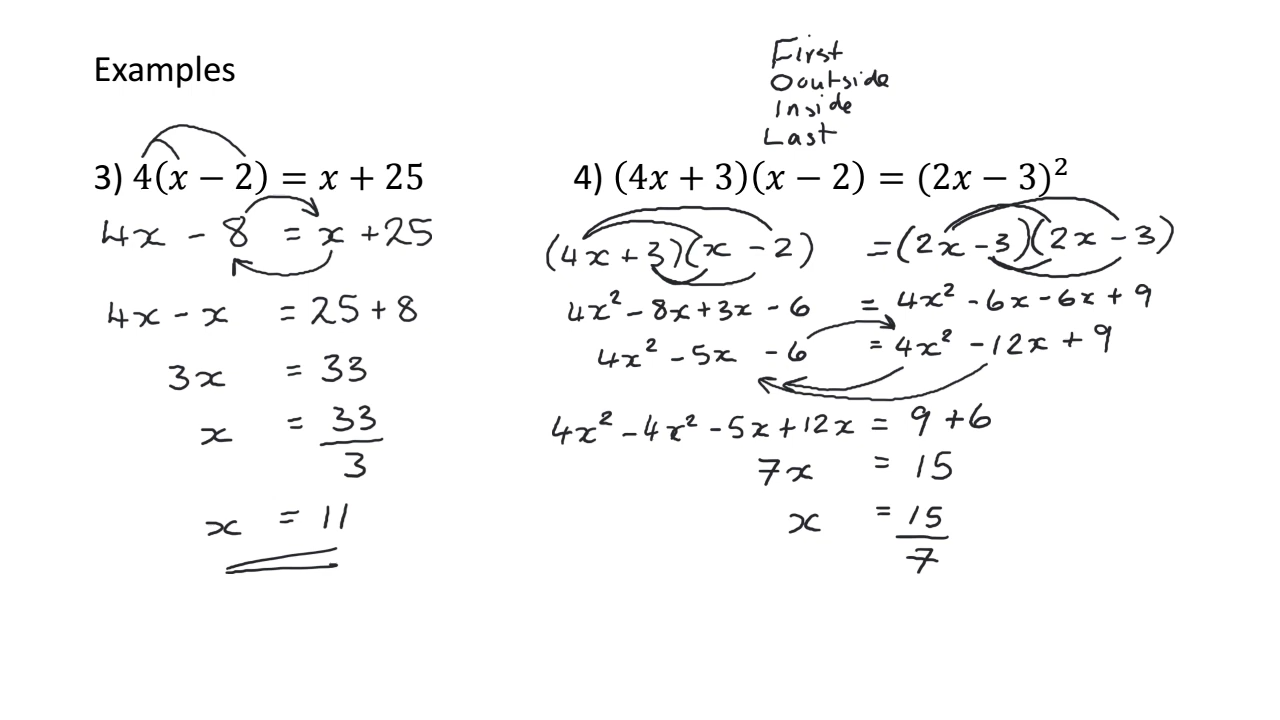 Examples
First
Ooutside
Inside
Last
3) 4(x − 2) = x + 25
4x - 8 = x + 25
4x - x = 25 + 8
3x = 33
x = 33/3
x = 11
4) (4x + 3)(x − 2) = (2x − 3)²
(4x + 3)(x - 2) = (2x - 3)(2x - 3)
4x² - 8x + 3x - 6 = 4x² - 6x - 6x + 9
4x² - 5x - 6 = 4x² - 12x + 9
4x² - 4x² - 5x + 12x = 9 + 6
7x = 15
x = 15/7